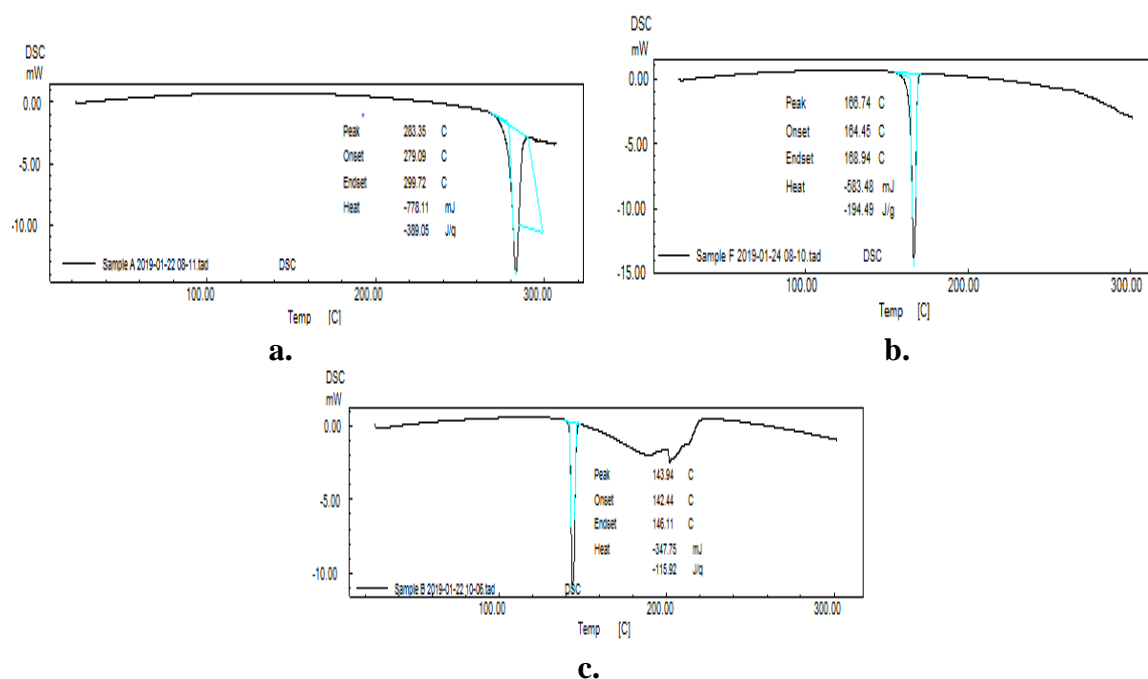 DSC
mW
0.00
-5.00
-10.00
Peak 283.35 C
Onset 279.09 C
Endset 299.72 C
Heat -778.11 mJ
-389.05 J/g
Sample A 2019-01-22 08-11.tad DSC
100.00 200.00 300.00
Temp [C]
a.
DSC
mW
0.00
-5.00
-10.00
-15.00
Peak 166.74 C
Onset 164.45 C
Endset 168.94 C
Heat -583.48 mJ
-194.49 J/g
Sample F 2019-01-24 08-10.tad DSC
100.00 200.00 300.00
Temp [C]
b.
DSC
mW
0.00
-5.00
-10.00
Peak 143.94 C
Onset 142.44 C
Endset 146.11 C
Heat -347.75 mJ
-115.92 J/g
Sample B 2019-01-22 10-06.tad DSC
100.00 200.00 300.00
Temp [C]
c.